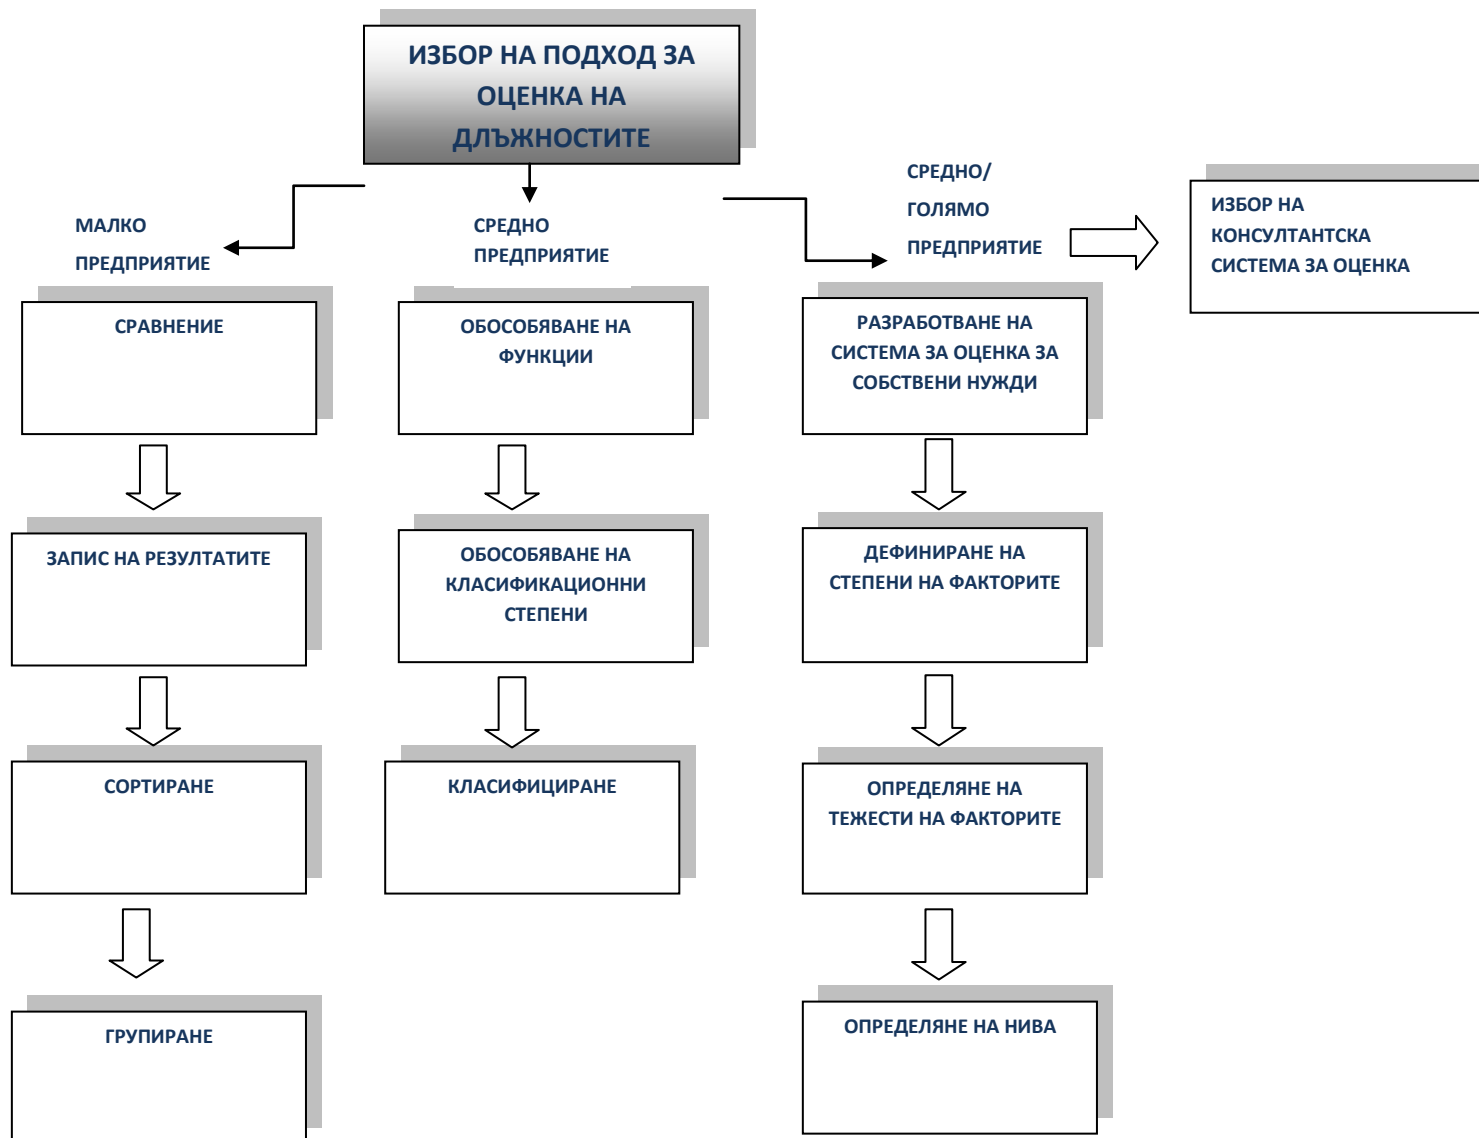 ИЗБОР НА ПОДХОД ЗА
ОЦЕНКА НА
ДЛЪЖНОСТИТЕ
МАЛКО
ПРЕДПРИЯТИЕ
СРЕДНО
ПРЕДПРИЯТИЕ
СРЕДНО/
ГОЛЯМО
ПРЕДПРИЯТИЕ
ИЗБОР НА
КОНСУЛТАНТСКА
СИСТЕМА ЗА ОЦЕНКА
СРАВНЕНИЕ
ОБОСОБЯВАНЕ НА
ФУНКЦИИ
РАЗРАБОТВАНЕ НА
СИСТЕМА ЗА ОЦЕНКА ЗА
СОБСТВЕНИ НУЖДИ
ЗАПИС НА РЕЗУЛТАТИТЕ
ОБОСОБЯВАНЕ НА
КЛАСИФИКАЦИОННИ
СТЕПЕНИ
ДЕФИНИРАНЕ НА
СТЕПЕНИ НА ФАКТОРИТЕ
СОРТИРАНЕ
КЛАСИФИЦИРАНЕ
ОПРЕДЕЛЯНЕ НА
ТЕЖЕСТИ НА ФАКТОРИТЕ
ГРУПИРАНЕ
ОПРЕДЕЛЯНЕ НА НИВА